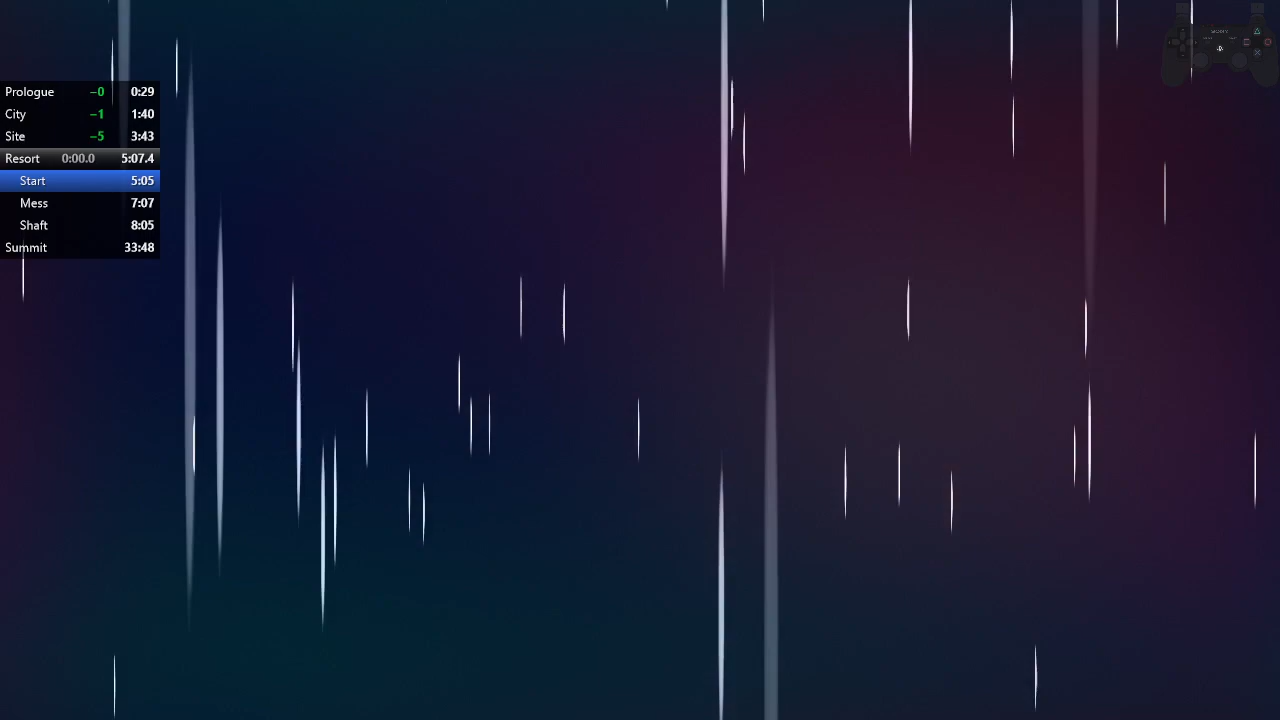 Prologue −0 0:29
City −1 1:40
Site −5 3:43
Resort 0:00.0 5:07.4
Start 5:05
Mess 7:07
Shaft 8:05
Summit 33:48